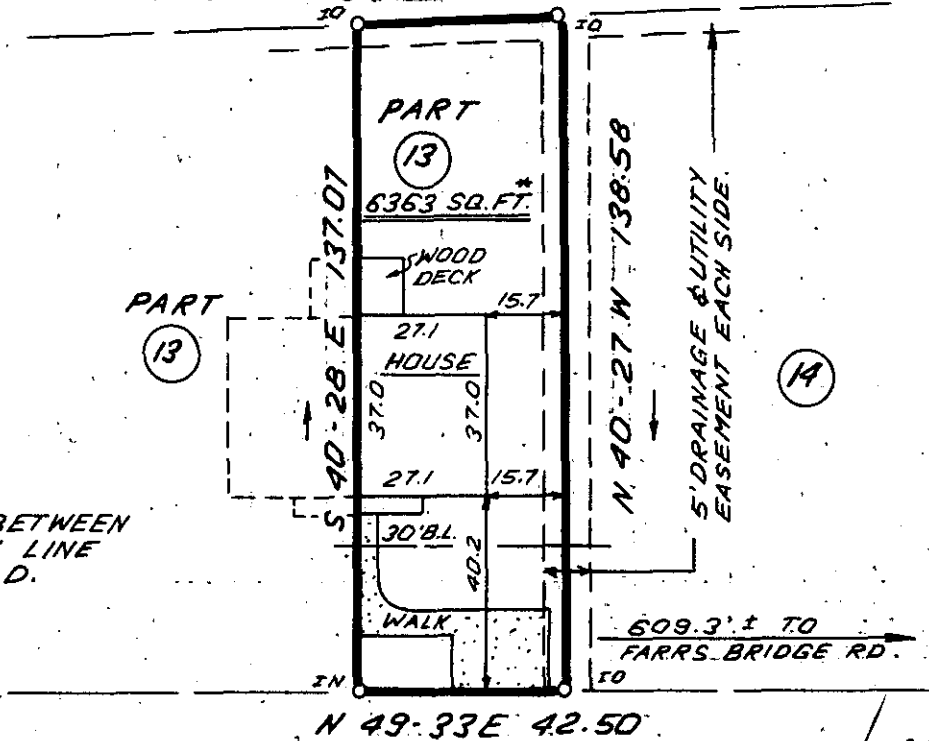 IO
IO
PART
13
6363 SQ.FT.*
WOOD
DECK
S 40-28 E 137.07
N 40-27 W 138.58
5' DRAINAGE & UTILITY
EASEMENT EACH SIDE.
PART
13
14
15.7
27.1
HOUSE
37.0
37.0
27.1
15.7
BETWEEN
LINE
D.
30' B.L.
40.2
WALK
609.3' ± TO
FARRS BRIDGE RD.
IN
IO
N 49-33 E 42.50